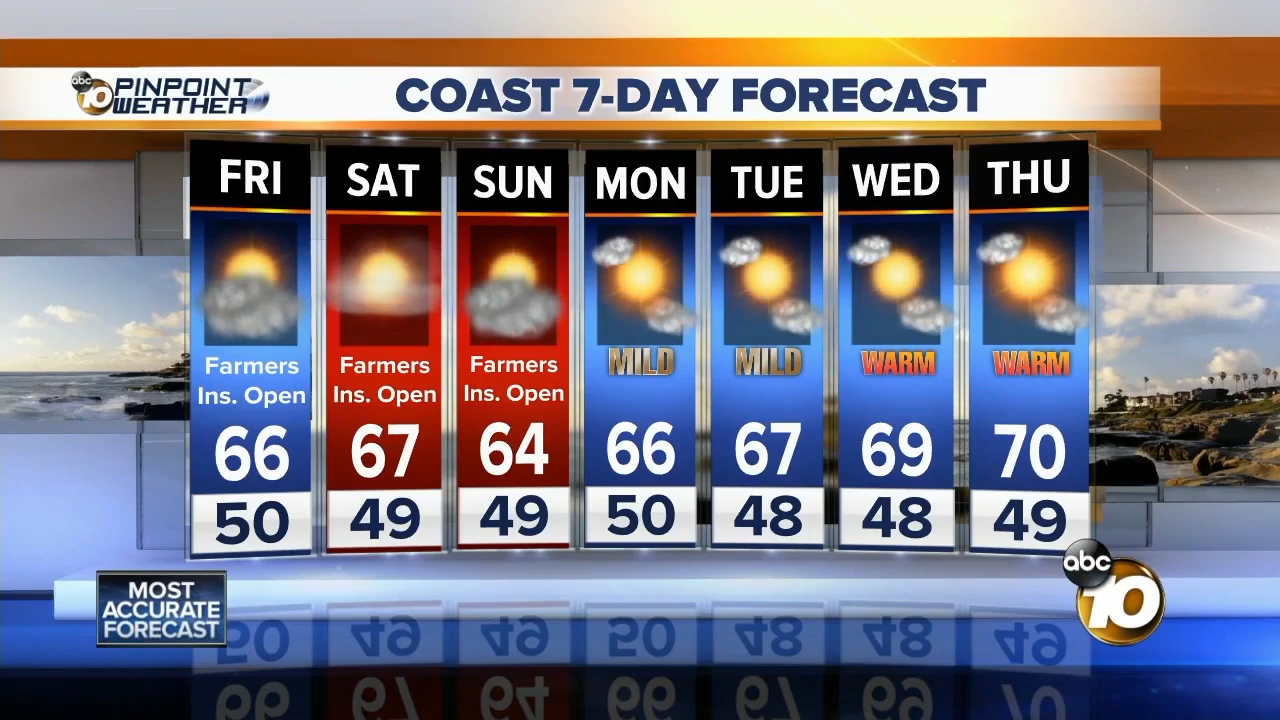 abc 10 PINPOINT WEATHER
COAST 7-DAY FORECAST
FRI SAT SUN MON TUE WED THU
Farmers Farmers Farmers MILD MILD WARM WARM
Ins. Open Ins. Open Ins. Open
66 67 64 66 67 69 70
50 49 49 50 48 48 49
MOST
ACCURATE
FORECAST
abc
10